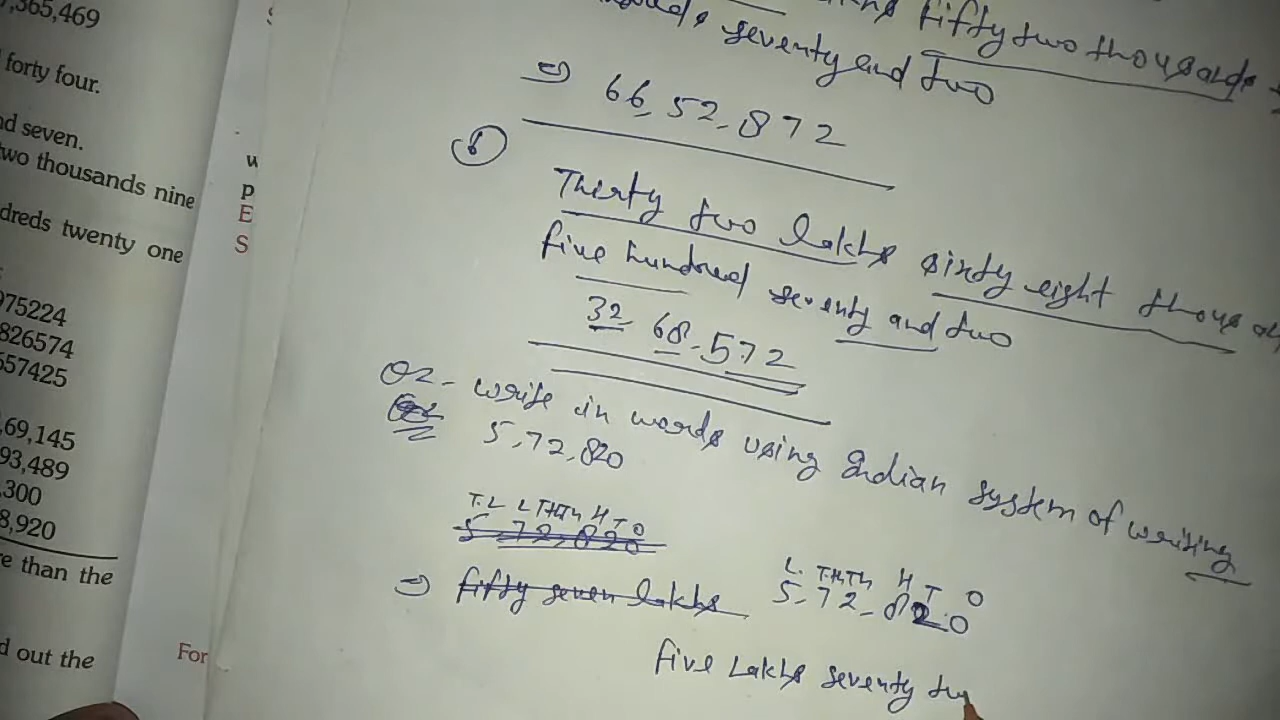 ,365,469
forty four.
nd seven.
two thousands nine
dreds twenty one
975224
826574
557425
,69,145
93,489
,300
8,920
re than the
d out the
u
p
E
S
For
fifty two thousands
seventy and two
⇒ 66,52,872
Thirty two lakhs sixty eight
five hundred seventy and two
32,68,572
Q2- write in words using Indian system of writing
5,72,820
T.L L TTh Th H T O
5 72,820
⇒ fifty seven lakhs
L. T.Th Th H T O
5,72,820
five Lakhs seventy